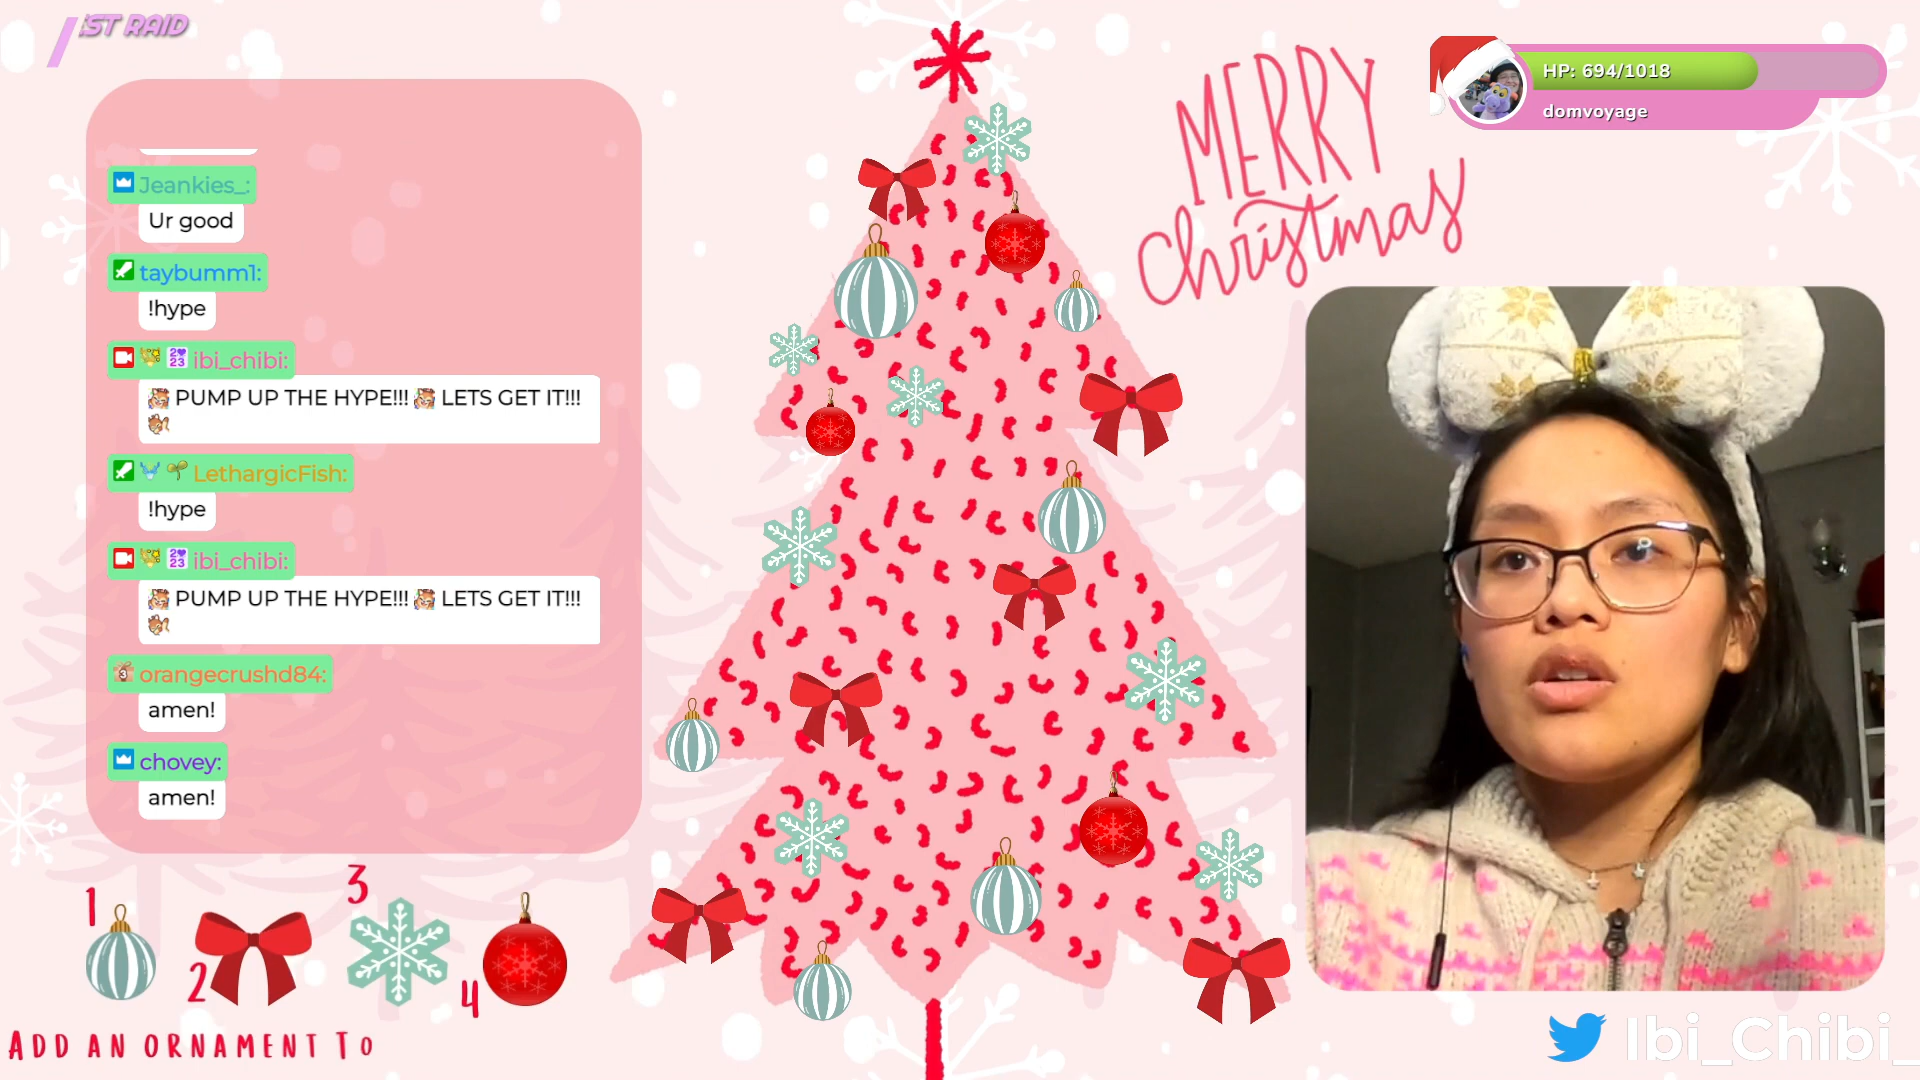 ST RAID
MERRY
Christmas
HP: 694/1018
domvoyage
Jeankies_:
Ur good
taybumm1:
!hype
ibi_chibi:
PUMP UP THE HYPE!!! LETS GET IT!!!
LethargicFish:
!hype
ibi_chibi:
PUMP UP THE HYPE!!! LETS GET IT!!!
orangecrushd84:
amen!
chovey:
amen!
1
2
3
4
ADD AN ORNAMENT TO
Ibi_Chibi_